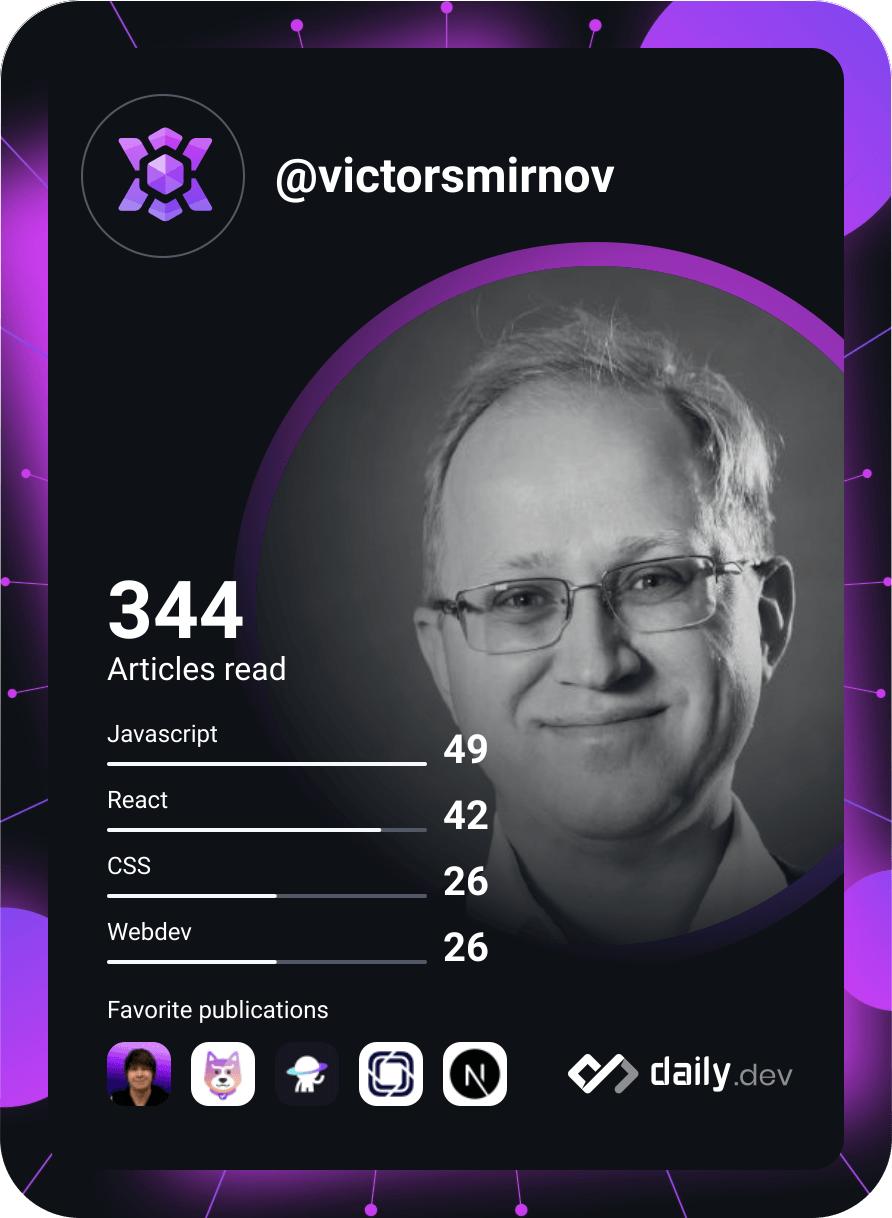 @victorsmirnov
344
Articles read
Javascript
49
React
42
CSS
26
Webdev
26
Favorite publications
N
daily.dev